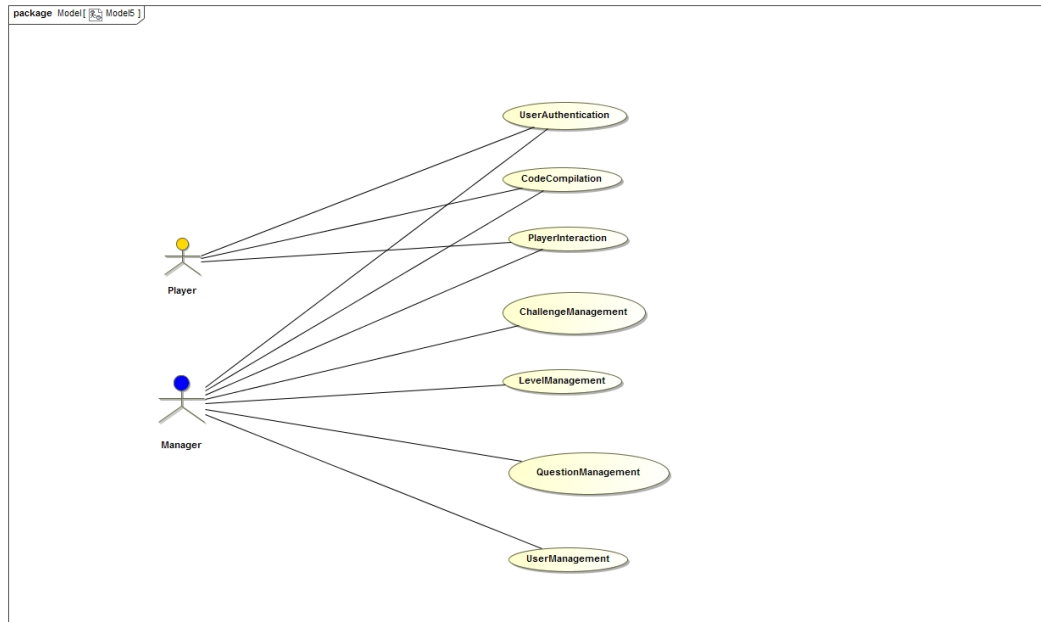 package Model[ Model5 ]
UserAuthentication
CodeCompilation
PlayerInteraction
Player
ChallengeManagement
LevelManagement
Manager
QuestionManagement
UserManagement